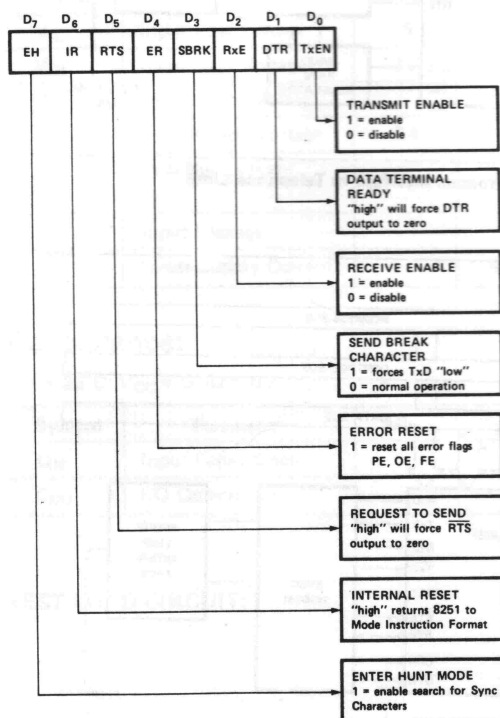 D7 D6 D5 D4 D3 D2 D1 D0
EH IR RTS ER SBRK RxE DTR TxEN
TRANSMIT ENABLE
1 = enable
0 = disable
DATA TERMINAL
READY
"high" will force DTR
output to zero
RECEIVE ENABLE
1 = enable
0 = disable
SEND BREAK
CHARACTER
1 = forces TxD "low"
0 = normal operation
ERROR RESET
1 = reset all error flags
PE, OE, FE
REQUEST TO SEND
"high" will force RTS
output to zero
INTERNAL RESET
"high" returns 8251 to
Mode Instruction Format
ENTER HUNT MODE
1 = enable search for Sync
Characters